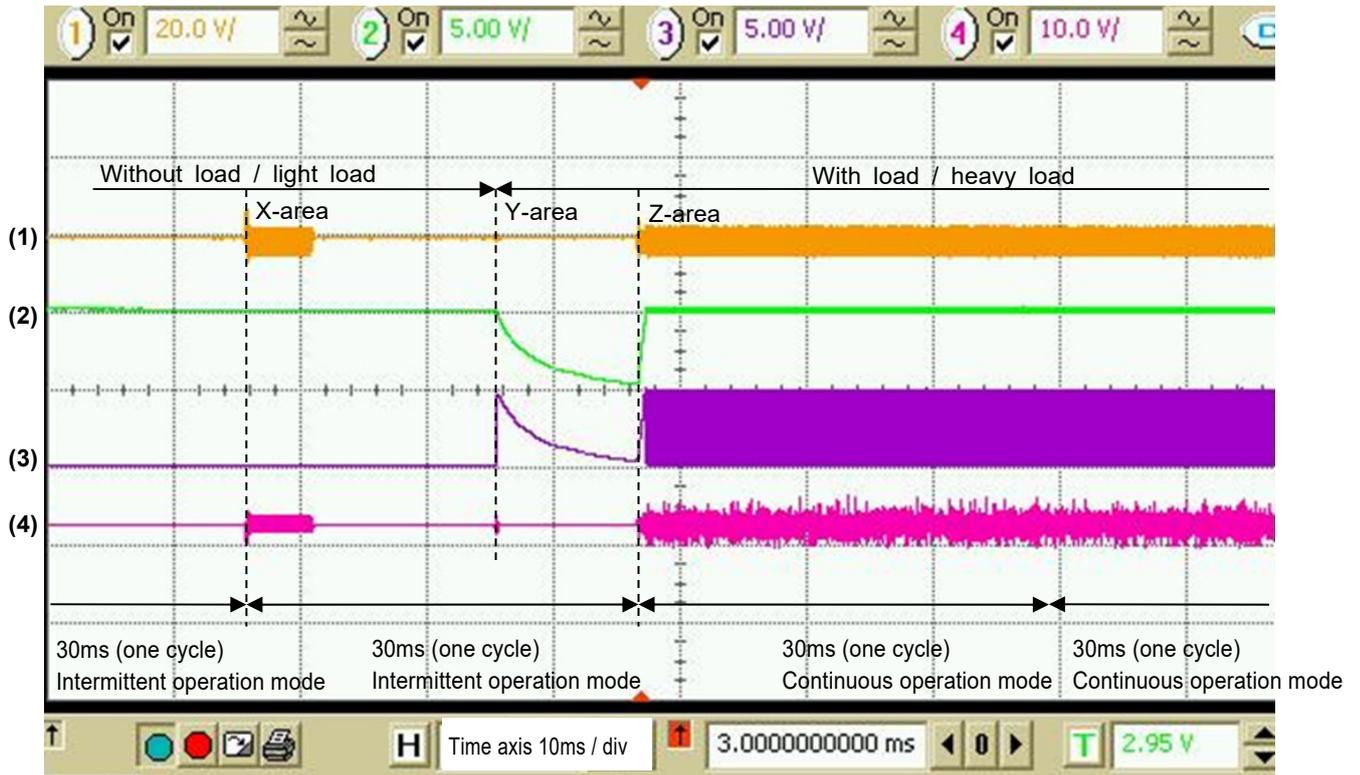 1 On 20.0 V/ 2 On 5.00 V/ 3 On 5.00 V/ 4 On 10.0 V/
Without load / light load With load / heavy load
X-area Y-area Z-area
(1)
(2)
(3)
(4)
30ms (one cycle) 30ms (one cycle) 30ms (one cycle) 30ms (one cycle)
Intermittent operation mode Intermittent operation mode Continuous operation mode Continuous operation mode
H Time axis 10ms / div 3.0000000000 ms 0 T 2.95 V